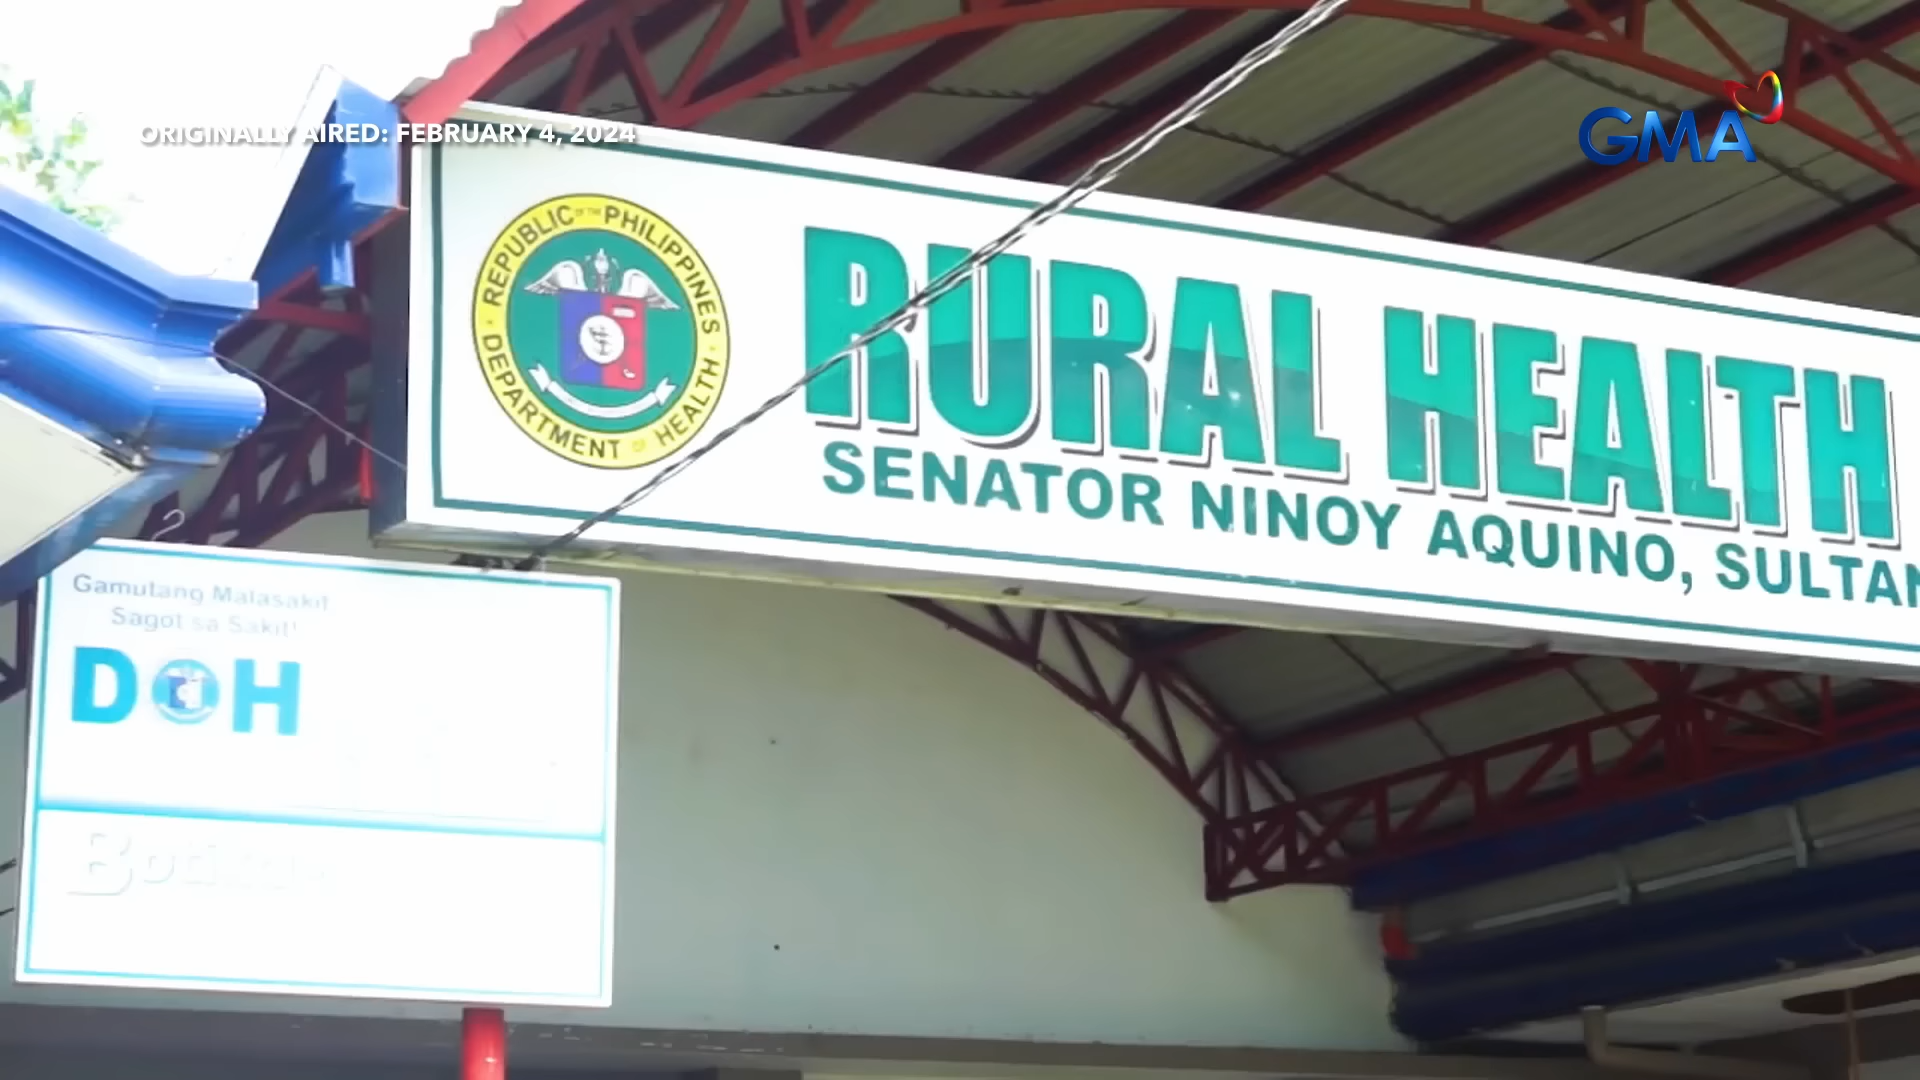 ORIGINALLY AIRED: FEBRUARY 4, 2024
GMA
REPUBLIC OF THE PHILIPPINES
DEPARTMENT OF HEALTH
RURAL HEALTH
SENATOR NINOY AQUINO, SULTAN
Gamutang Malasakit
Sagot sa Sakit!
DOH